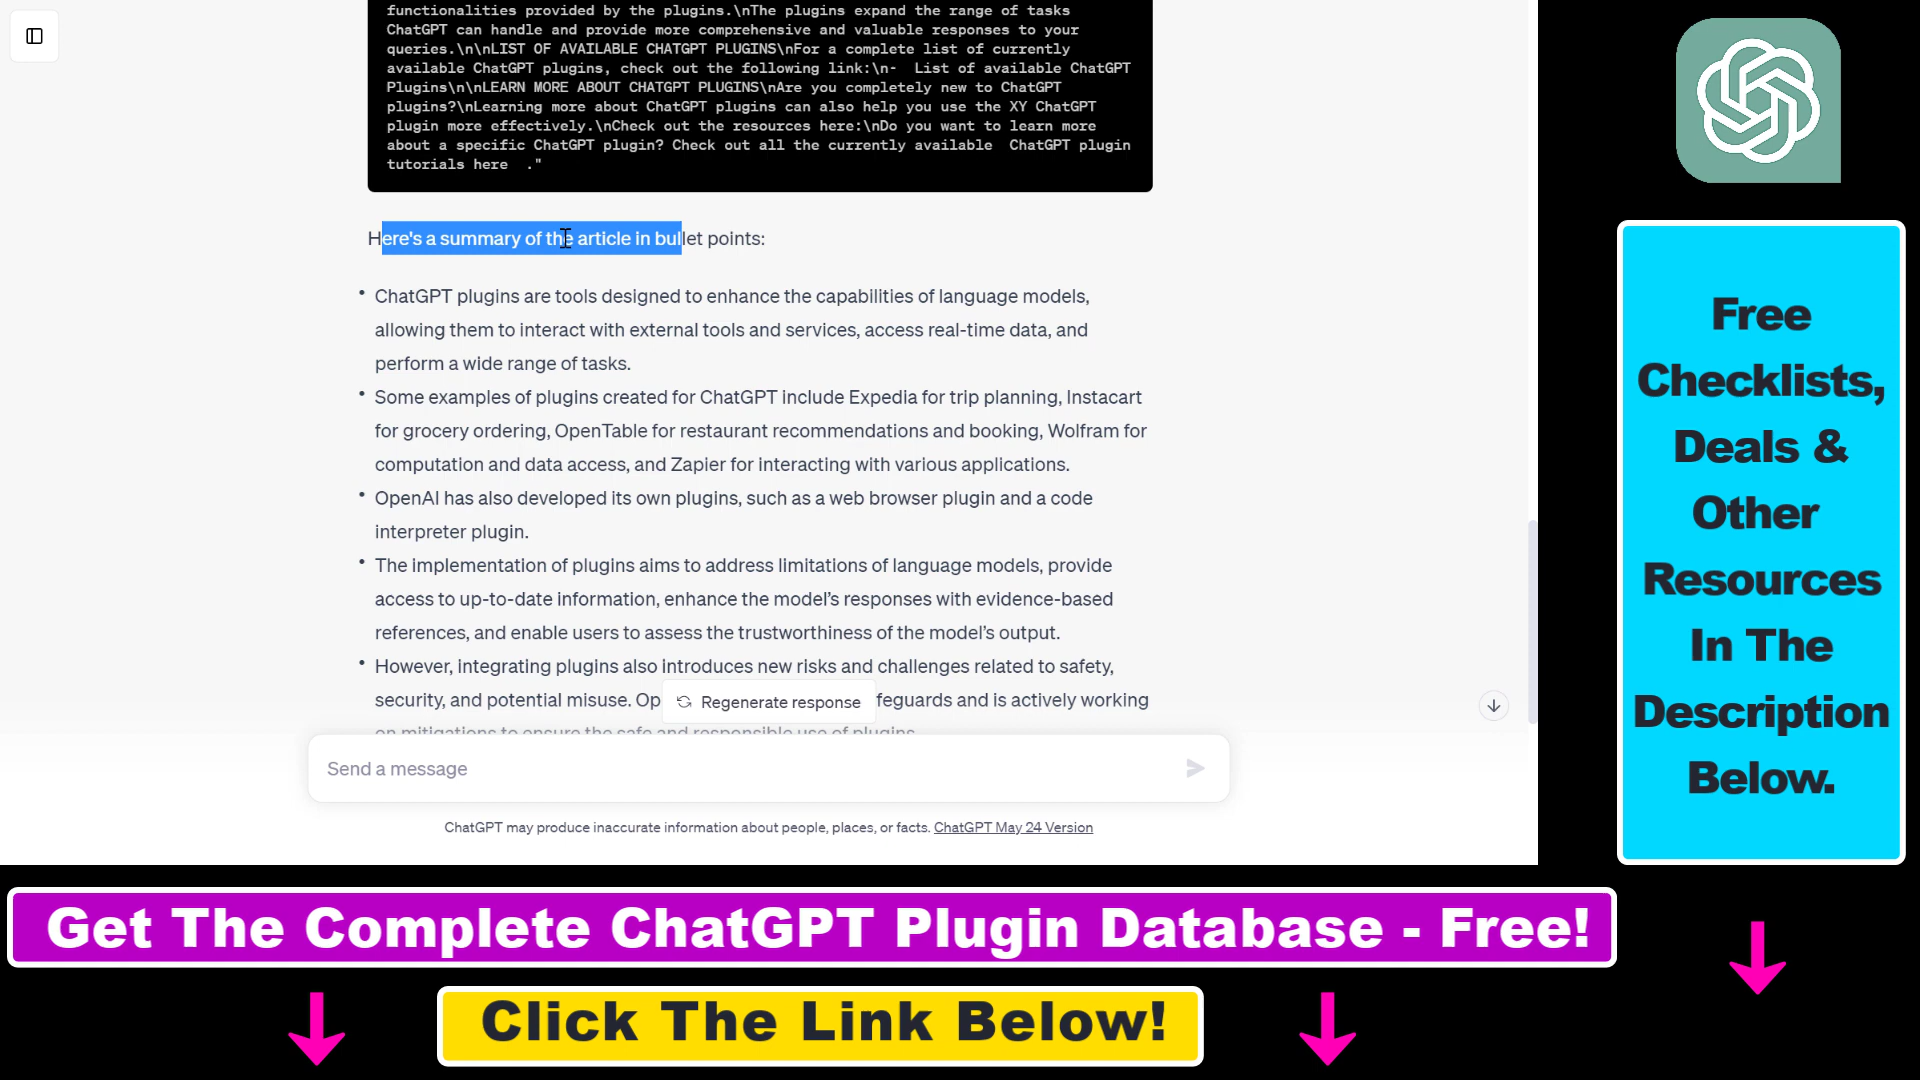 functionalities provided by the plugins.\nThe plugins expand the range of tasks
ChatGPT can handle and provide more comprehensive and valuable responses to your
queries.\n\nLIST OF AVAILABLE CHATGPT PLUGINS\nFor a complete list of currently
available ChatGPT plugins, check out the following link:\n-  List of available ChatGPT
Plugins\n\nLEARN MORE ABOUT CHATGPT PLUGINS\nAre you completely new to ChatGPT
plugins?\nLearning more about ChatGPT plugins can also help you use the XY ChatGPT
plugin more effectively.\nCheck out the resources here:\nDo you want to learn more
about a specific ChatGPT plugin? Check out all the currently available  ChatGPT plugin
tutorials here  ."
Here's a summary of the article in bullet points:
• ChatGPT plugins are tools designed to enhance the capabilities of language models,
allowing them to interact with external tools and services, access real-time data, and
perform a wide range of tasks.
• Some examples of plugins created for ChatGPT include Expedia for trip planning, Instacart
for grocery ordering, OpenTable for restaurant recommendations and booking, Wolfram for
computation and data access, and Zapier for interacting with various applications.
• OpenAI has also developed its own plugins, such as a web browser plugin and a code
interpreter plugin.
• The implementation of plugins aims to address limitations of language models, provide
access to up-to-date information, enhance the model’s responses with evidence-based
references, and enable users to assess the trustworthiness of the model’s output.
• However, integrating plugins also introduces new risks and challenges related to safety,
security, and potential misuse. Op feguards and is actively working
on mitigations to ensure the safe and responsible use of plugins.
Regenerate response
Send a message
ChatGPT may produce inaccurate information about people, places, or facts. ChatGPT May 24 Version
Free
Checklists,
Deals &
Other
Resources
In The
Description
Below.
Get The Complete ChatGPT Plugin Database - Free!
Click The Link Below!